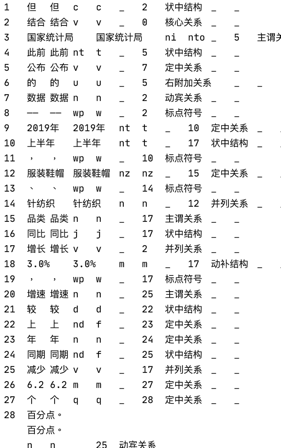 1 但 但 c c _ 2 状中结构 _ _
2 结合 结合 v v _ 0 核心关系 _ _
3 国家统计局 国家统计局 ni nto _ 5 主谓关
4 此前 此前 nt t _ 5 状中结构 _ _
5 公布 公布 v v _ 7 定中关系 _ _
6 的 的 u u _ 5 右附加关系 _ _
7 数据 数据 n n _ 2 动宾关系 _ _
8 —— —— wp w _ 2 标点符号 _ _
9 2019年 2019年 nt t _ 10 定中关系 _
10 上半年 上半年 nt t _ 17 状中结构 _
11 , , wp w _ 10 标点符号 _ _
12 服装鞋帽 服装鞋帽 nz nz _ 15 定中关系 _
13 、 、 wp w _ 14 标点符号 _ _
14 针纺织 针纺织 n n _ 12 并列关系 _
15 品类 品类 n n _ 17 主谓关系 _ _
16 同比 同比 j j _ 17 状中结构 _ _
17 增长 增长 v v _ 2 并列关系 _ _
18 3.0% 3.0% m m _ 17 动补结构 _
19 , , wp w _ 17 标点符号 _ _
20 增速 增速 n n _ 25 主谓关系 _ _
21 较 较 d d _ 22 状中结构 _ _
22 上 上 nd f _ 23 定中关系 _ _
23 年 年 n n _ 24 定中关系 _ _
24 同期 同期 nd f _ 25 状中结构 _ _
25 减少 减少 v v _ 17 并列关系 _ _
26 6.2 6.2 m m _ 27 定中关系 _ _
27 个 个 q q _ 28 定中关系 _ _
28 百分点。
百分点。
n n _ 25 动宾关系